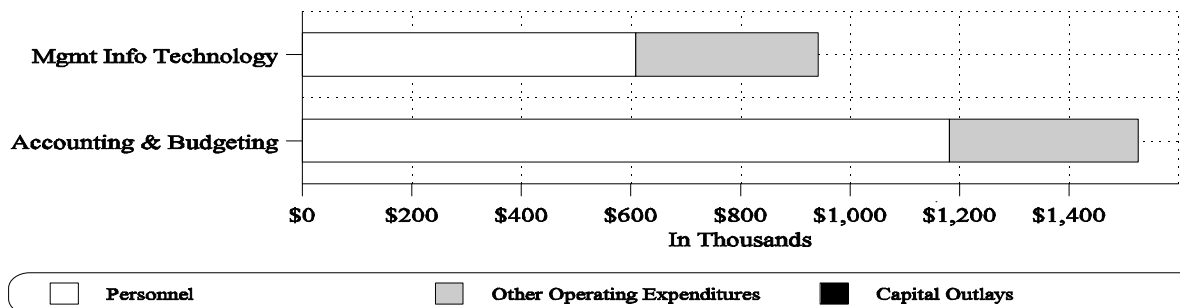 Mgmt Info Technology
Accounting & Budgeting
$0 $200 $400 $600 $800 $1,000 $1,200 $1,400
In Thousands
Personnel Other Operating Expenditures Capital Outlays